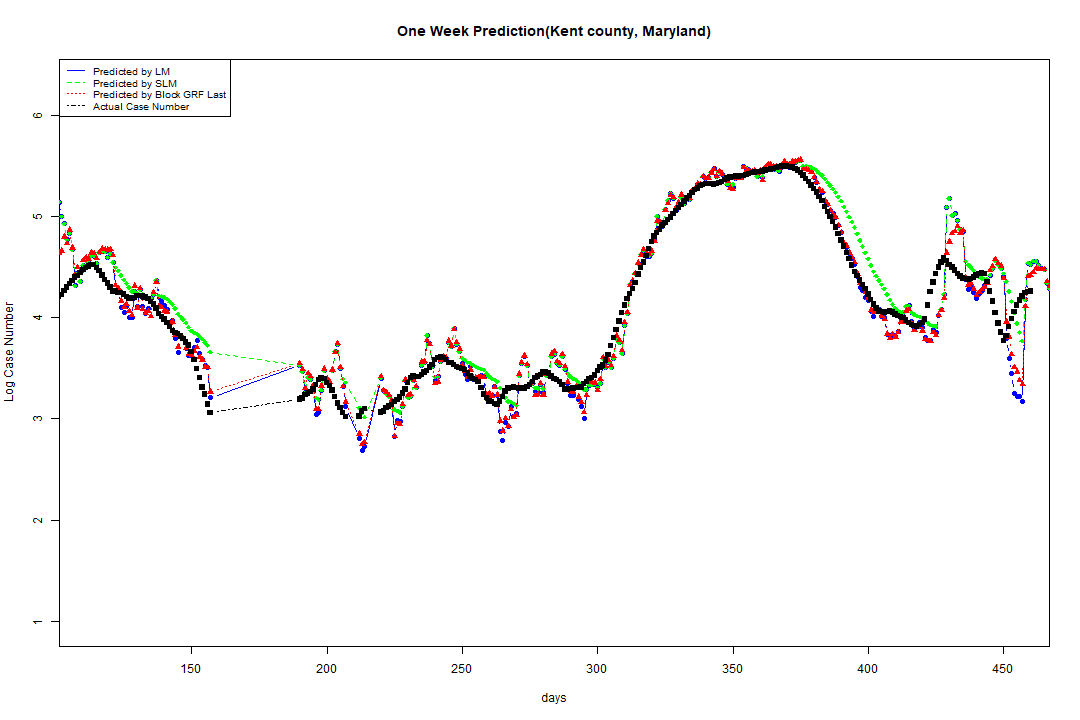 One Week Prediction(Kent county, Maryland)
Predicted by LM
Predicted by SLM
Predicted by Block GRF Last
Actual Case Number
6
5
4
3
2
1
Log Case Number
150 200 250 300 350 400 450
days